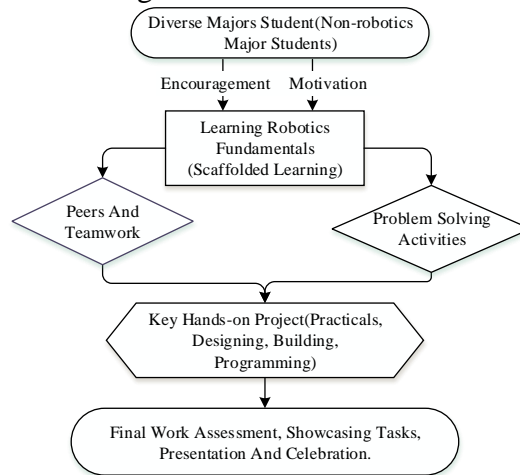 Diverse Majors Student(Non-robotics
Major Students)
Encouragement
Motivation
Learning Robotics
Fundamentals
(Scaffolded Learning)
Peers And
Teamwork
Problem Solving
Activities
Key Hands-on Project(Practicals,
Designing, Building,
Programming)
Final Work Assessment, Showcasing Tasks,
Presentation And Celebration.